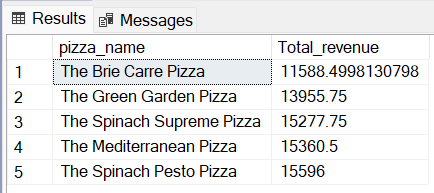 Results Messages
pizza_name Total_revenue
1 The Brie Carre Pizza 11588.4998130798
2 The Green Garden Pizza 13955.75
3 The Spinach Supreme Pizza 15277.75
4 The Mediterranean Pizza 15360.5
5 The Spinach Pesto Pizza 15596